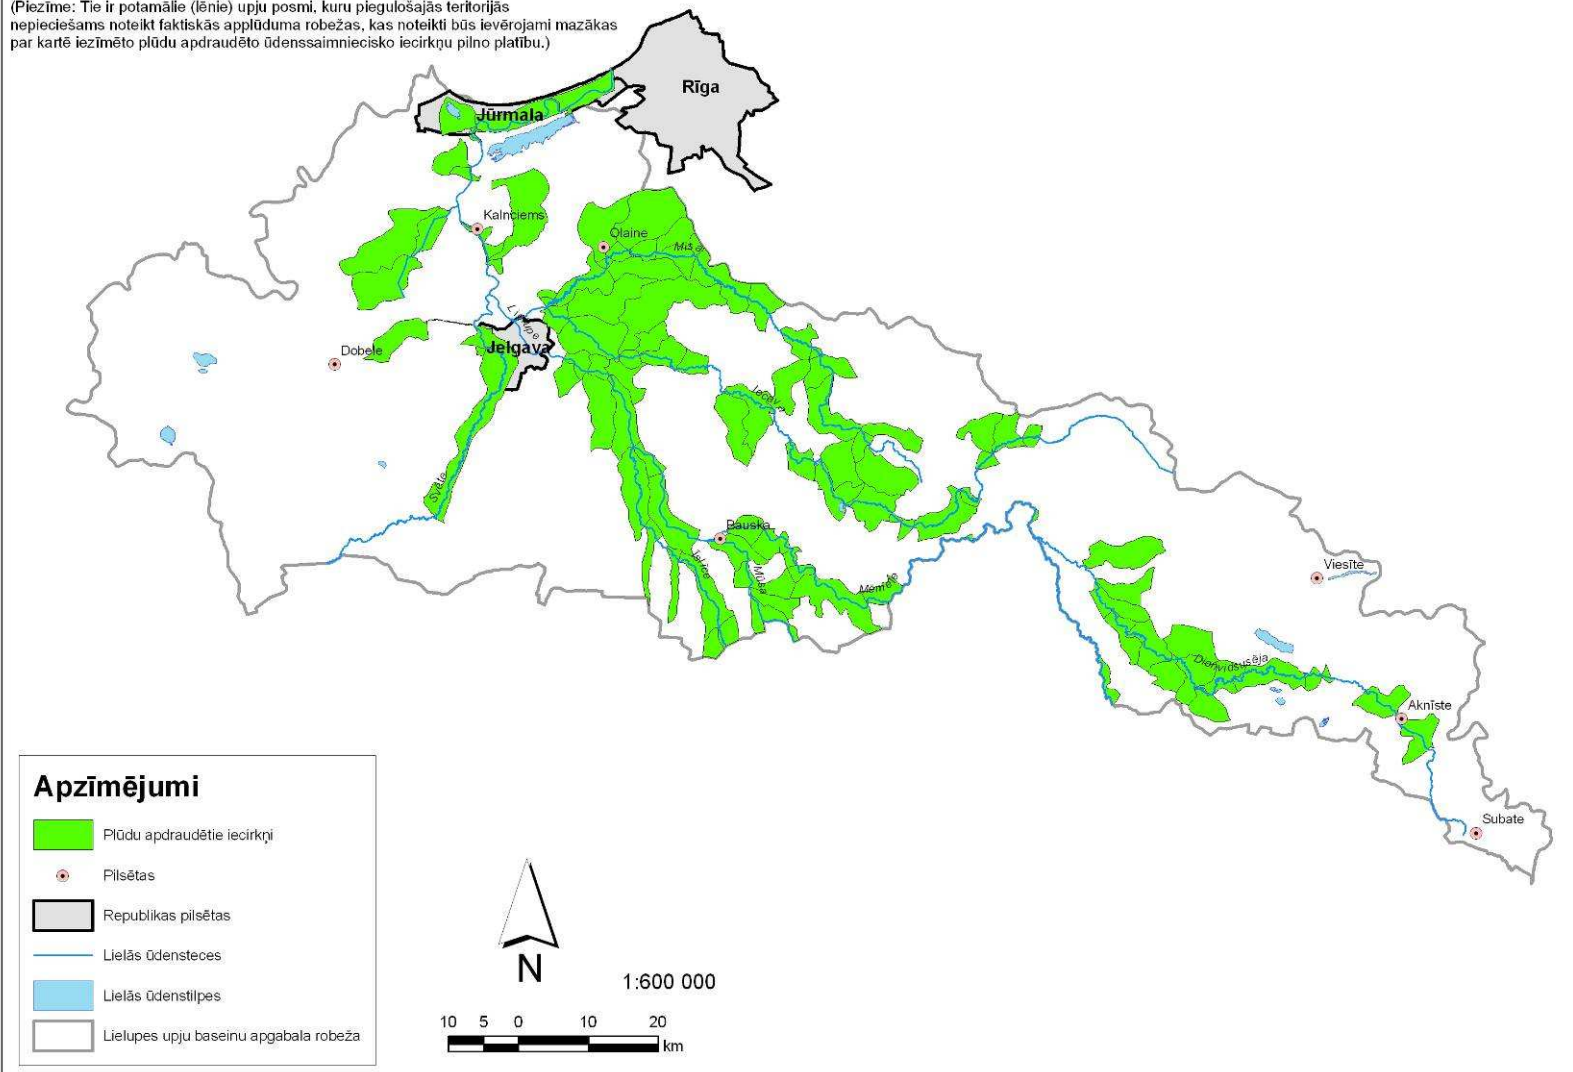 (Piezīme: Tie ir potamālie (lēnie) upju posmi, kuru piegulošajās teritorijās
nepieciešams noteikt faktiskās applūduma robežas, kas noteikti būs ievērojami mazākas
par kartē iezīmēto plūdu apdraudēto ūdenssaimniecisko iecirkņu pilno platību.)
Rīga
Jūrmala
Kalnciems
Olaine
Misa
Lielupe
Jelgava
Dobele
Iecava
Svēte
Bauska
Islīce
Mūsa
Mēmele
Viesīte
Dienvidsusēja
Aknīste
Subate
Apzīmējumi
Plūdu apdraudētie iecirkņi
Pilsētas
Republikas pilsētas
Lielās ūdensteces
Lielās ūdenstilpes
Lielupes upju baseinu apgabala robeža
N
1:600 000
10 5 0 10 20
km